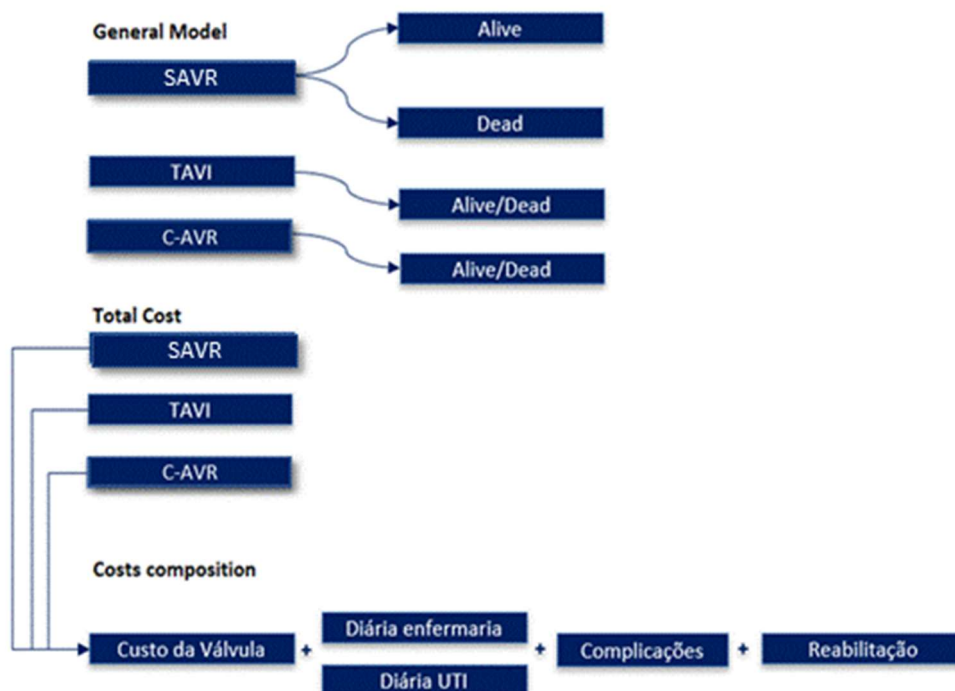 General Model
Alive
SAVR
Dead
TAVI
Alive/Dead
C-AVR
Alive/Dead
Total Cost
SAVR
TAVI
C-AVR
Costs composition
Custo da Válvula + Diária enfermaria + Complicações + Reabilitação
Diária UTI